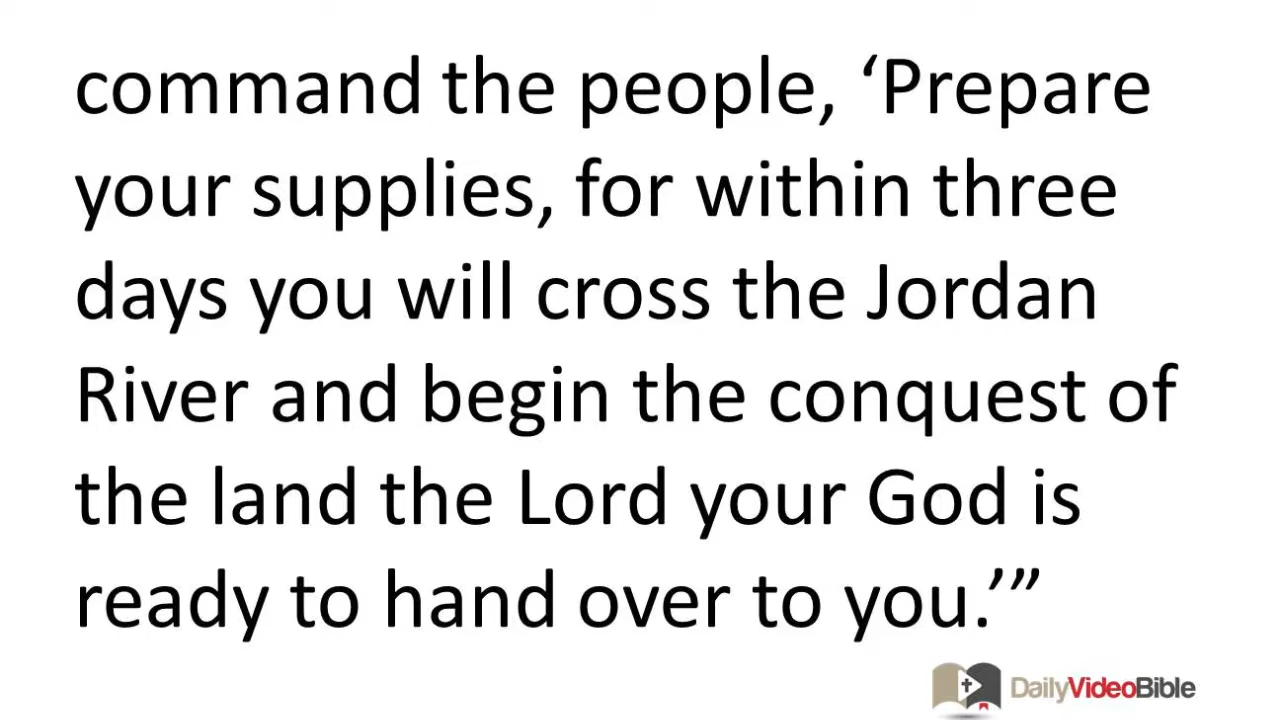 command the people, ‘Prepare
your supplies, for within three
days you will cross the Jordan
River and begin the conquest of
the land the Lord your God is
ready to hand over to you.’”
DailyVideoBible